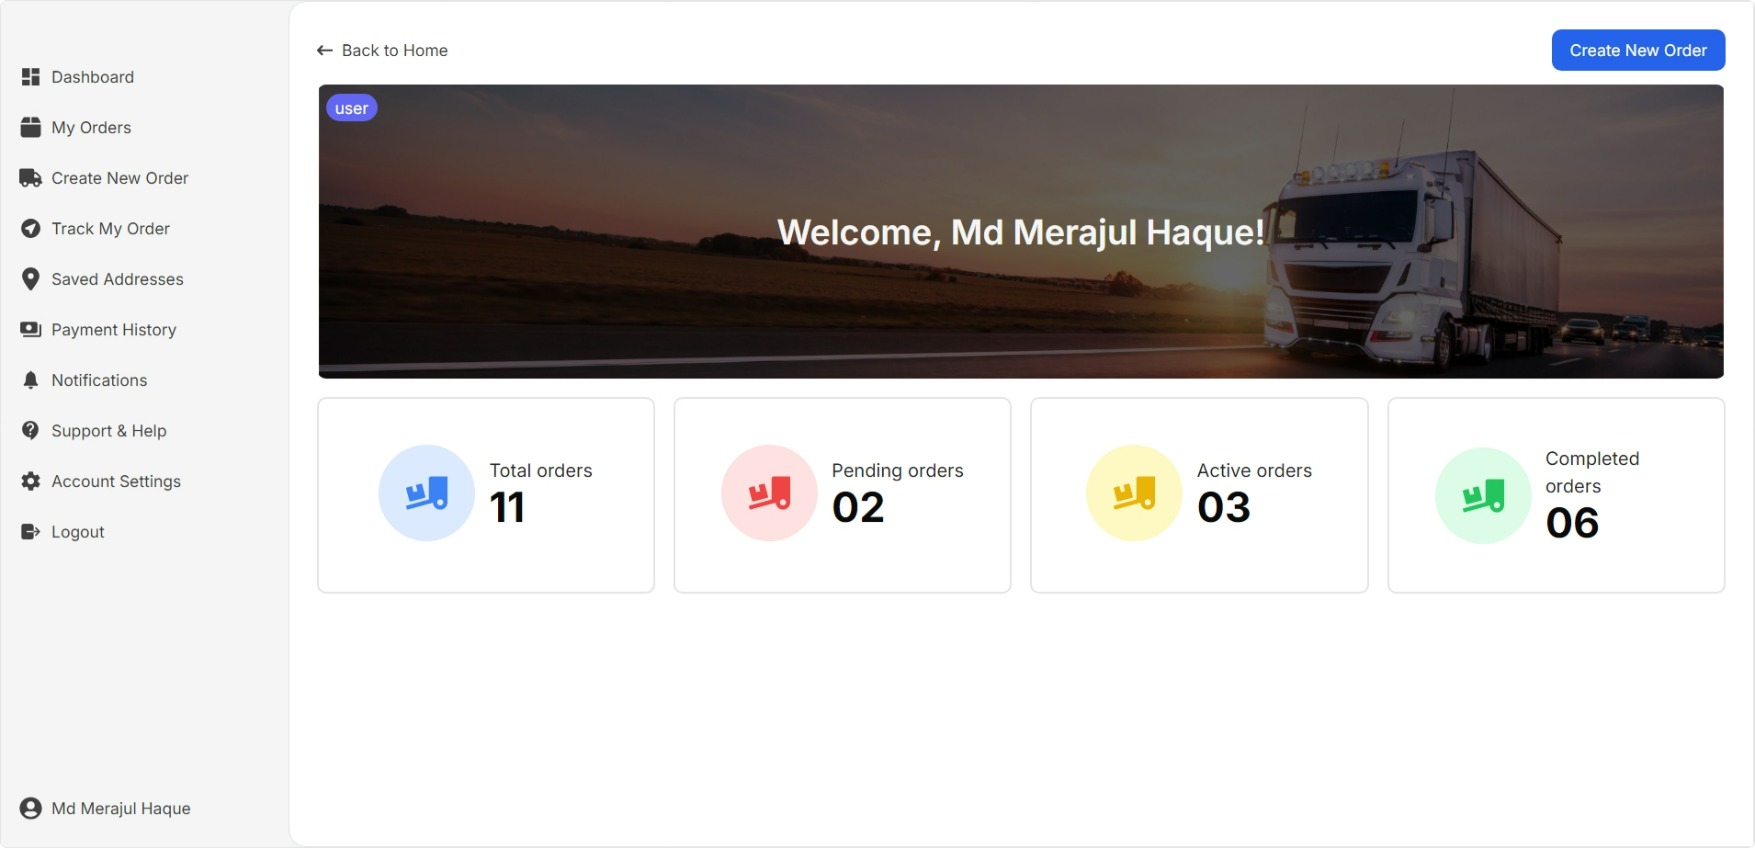 Dashboard
My Orders
Create New Order
Track My Order
Saved Addresses
Payment History
Notifications
Support & Help
Account Settings
Logout
Md Merajul Haque
Back to Home
Create New Order
user
Welcome, Md Merajul Haque!
Total orders
11
Pending orders
02
Active orders
03
Completed
orders
06